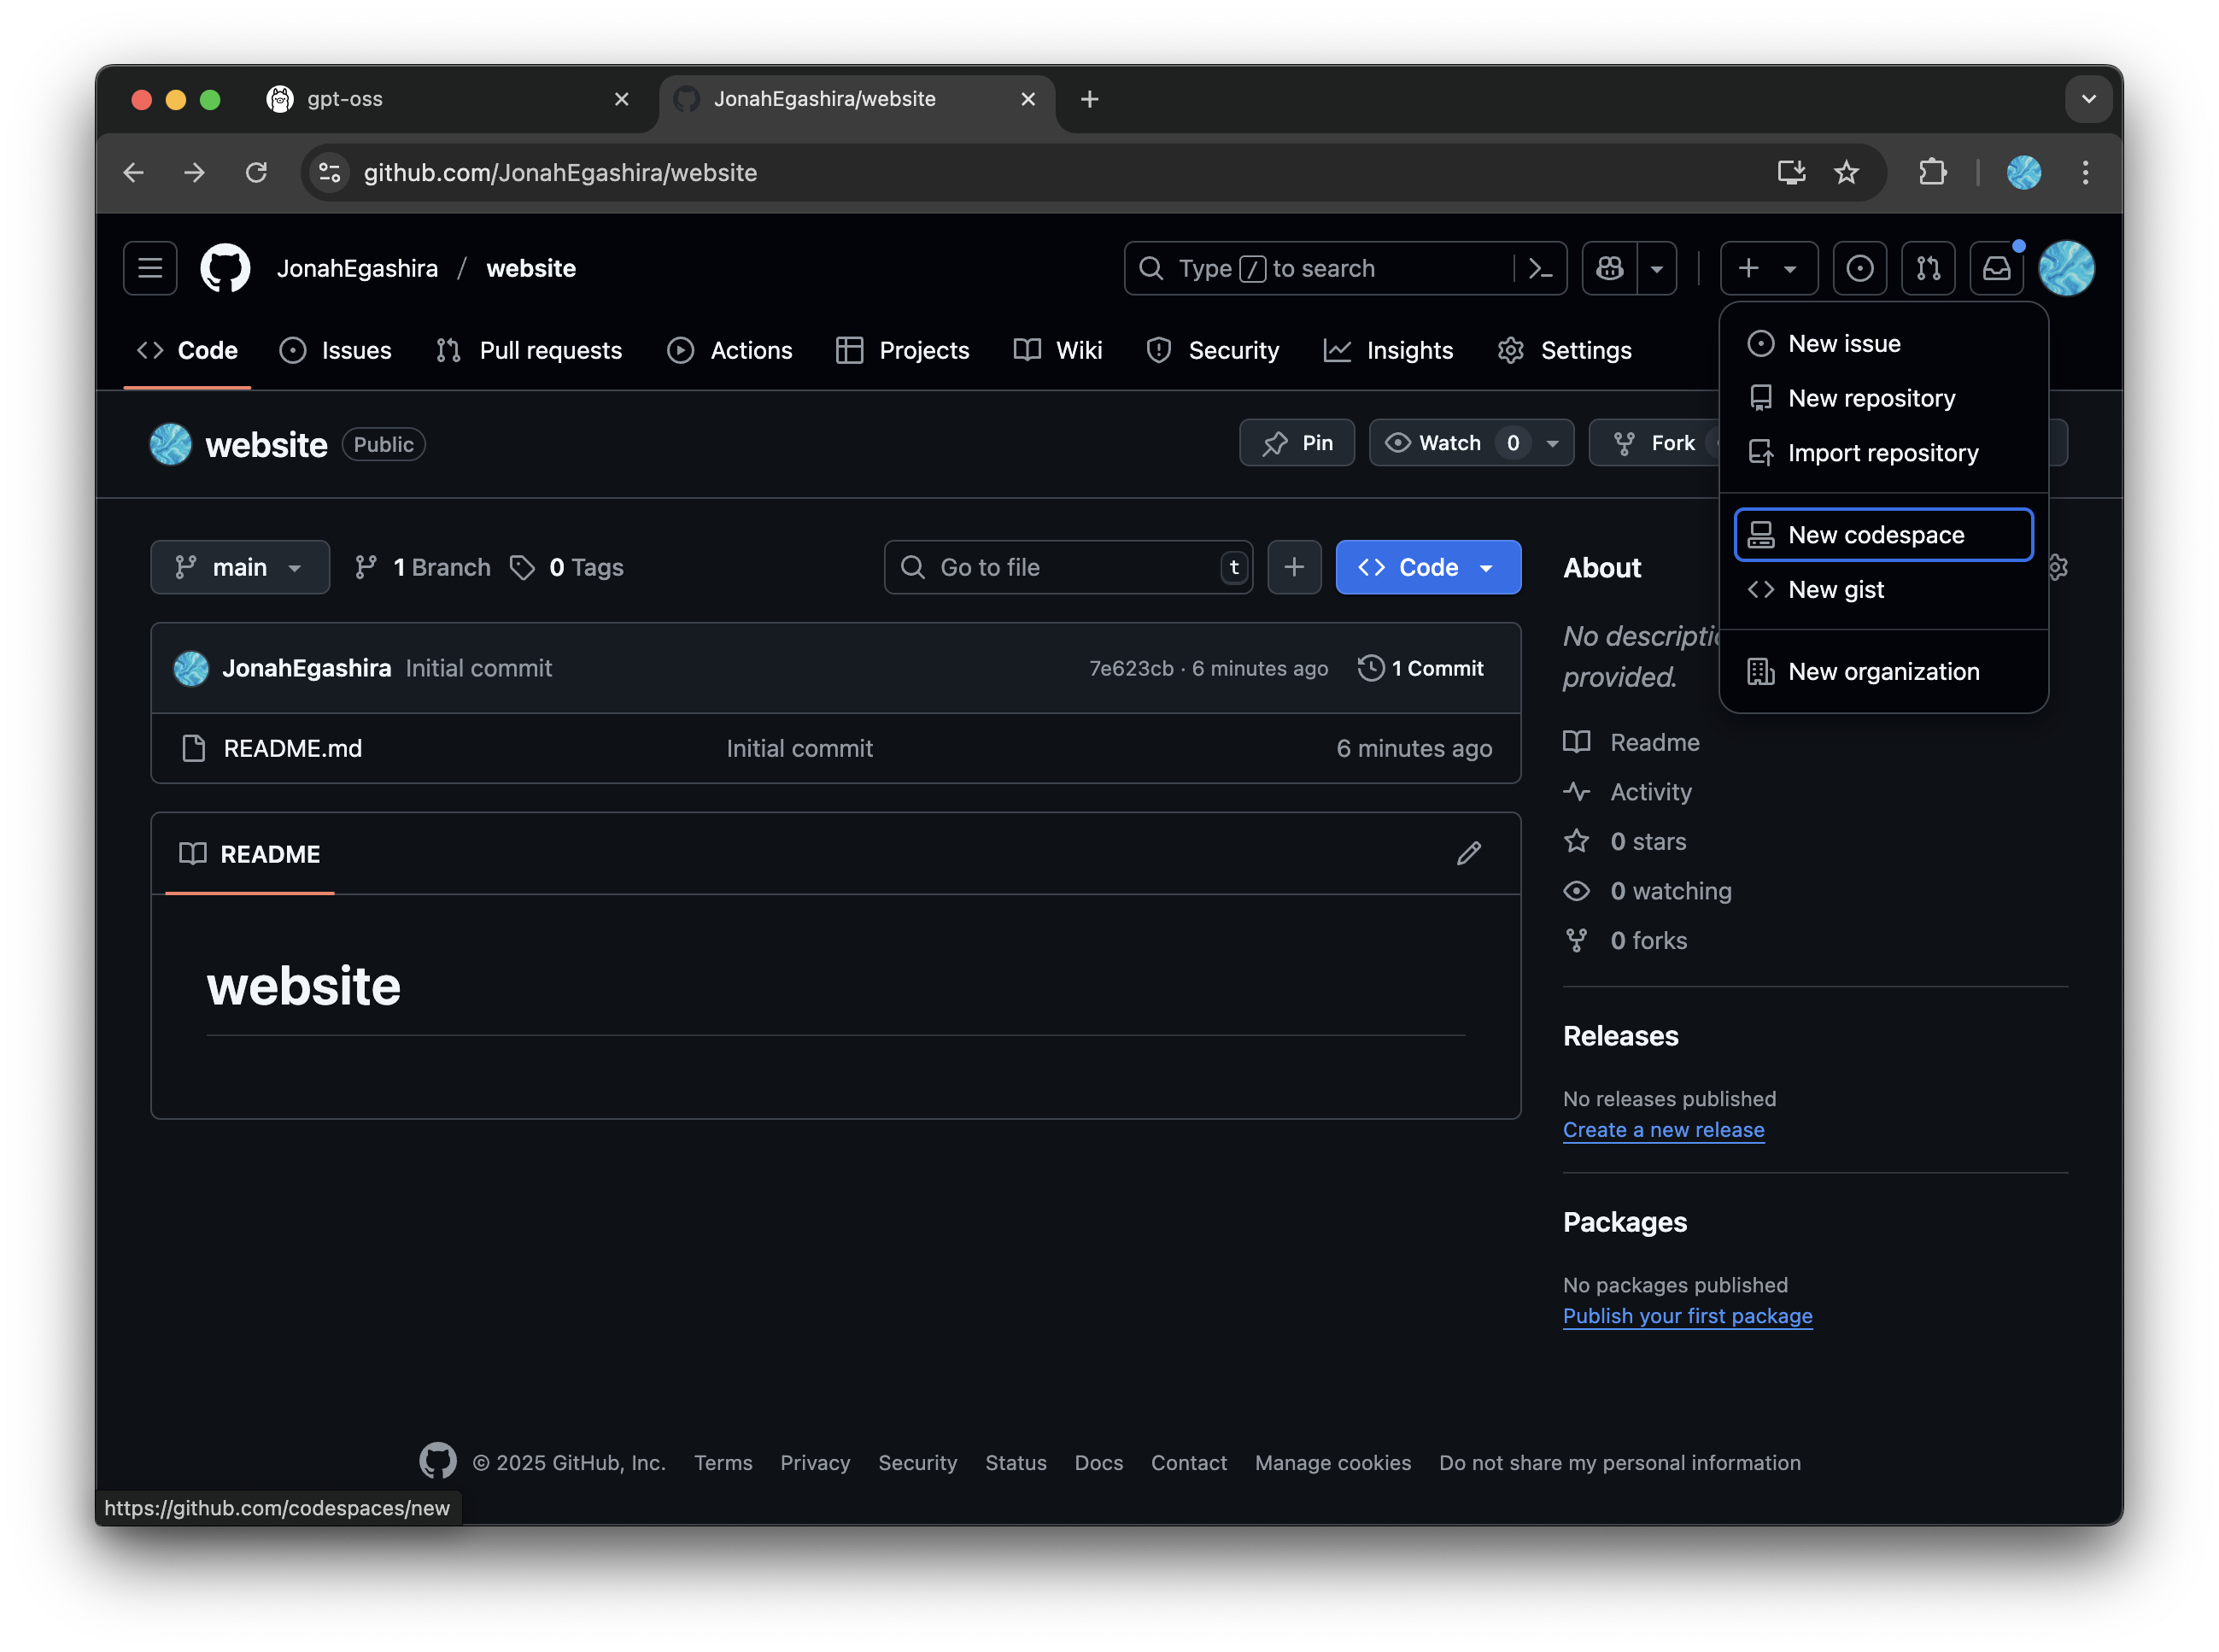 gpt-oss
JonahEgashira/website
github.com/JonahEgashira/website
JonahEgashira / website
Type / to search
Code
Issues
Pull requests
Actions
Projects
Wiki
Security
Insights
Settings
New issue
New repository
Import repository
New codespace
New gist
New organization
website Public
Pin
Watch 0
Fork
main
1 Branch
0 Tags
Go to file t
Code
JonahEgashira Initial commit 7e623cb · 6 minutes ago 1 Commit
README.md Initial commit 6 minutes ago
README
website
About
No descriptio
provided.
Readme
Activity
0 stars
0 watching
0 forks
Releases
No releases published
Create a new release
Packages
No packages published
Publish your first package
© 2025 GitHub, Inc. Terms Privacy Security Status Docs Contact Manage cookies Do not share my personal information
https://github.com/codespaces/new